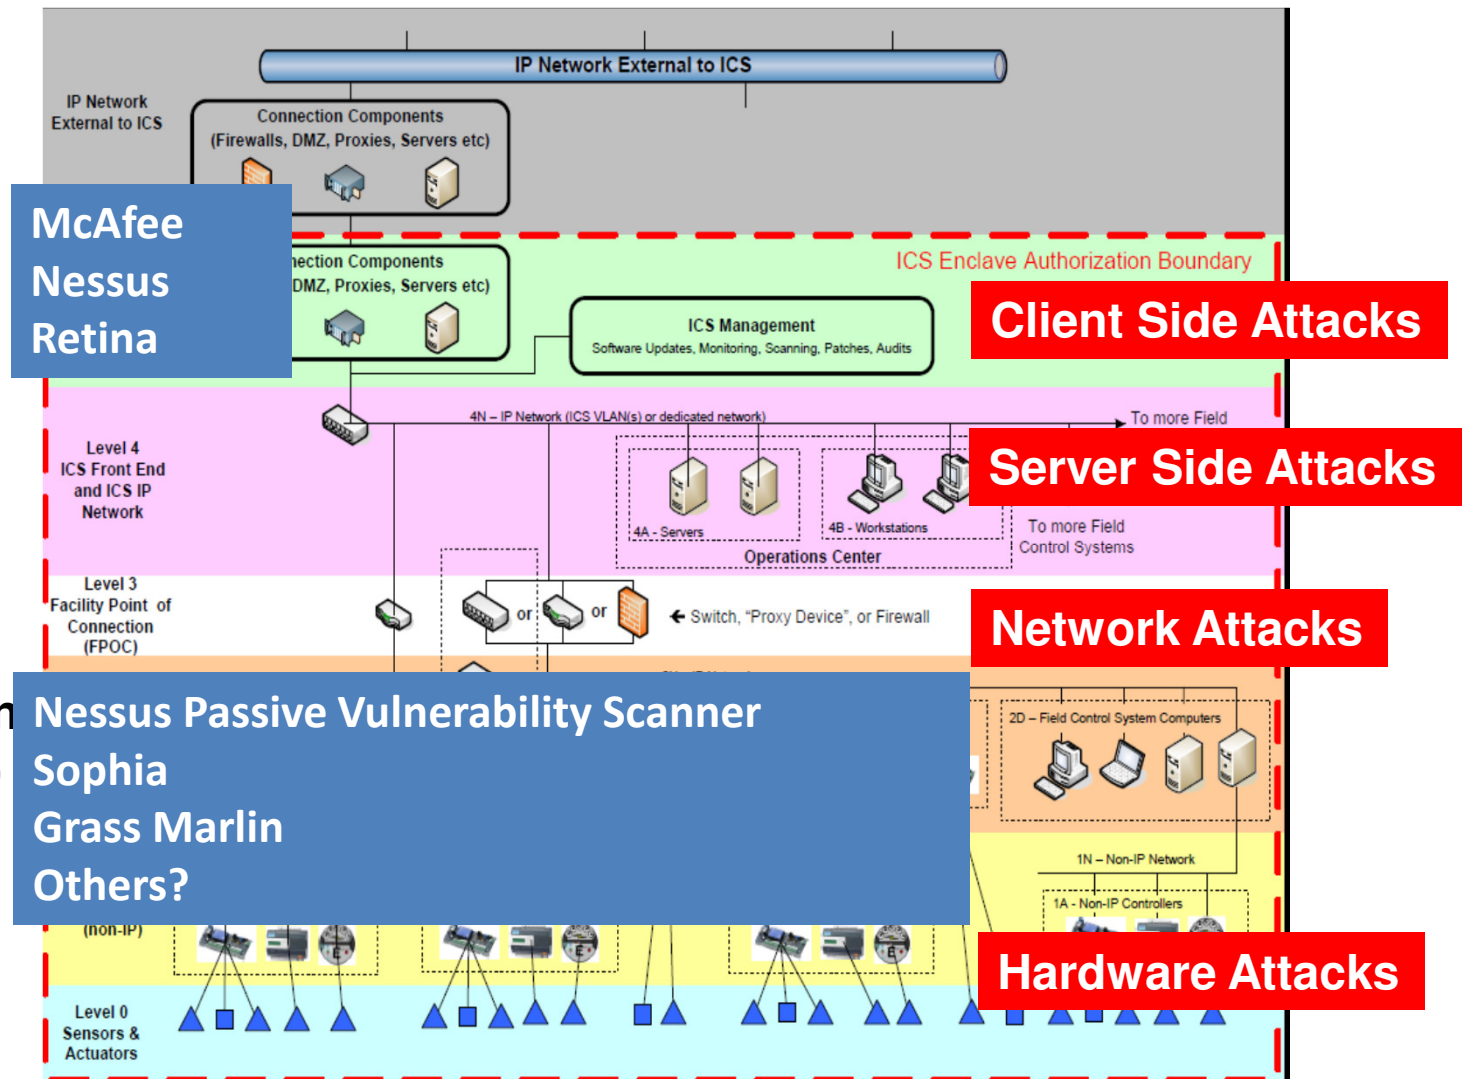 IP Network External to ICS
IP Network
External to ICS
Connection Components
(Firewalls, DMZ, Proxies, Servers etc)
McAfee
Nessus
Retina
Components
DMZ, Proxies, Servers etc)
ICS Enclave Authorization Boundary
Client Side Attacks
ICS Management
Software Updates, Monitoring, Scanning, Patches, Audits
4N – IP Network (ICS VLAN(s) or dedicated network)
To more Field
Level 4
ICS Front End
and ICS IP
Network
Server Side Attacks
4A - Servers
4B - Workstations
Operations Center
To more Field
Control Systems
Level 3
Facility Point of
Connection
(FPOC)
or
or
← Switch, "Proxy Device", or Firewall
Network Attacks
Nessus Passive Vulnerability Scanner
Sophia
Grass Marlin
Others?
2D – Field Control System Computers
1N – Non-IP Network
1A - Non-IP Controllers
(non-IP)
E
E
E
Hardware Attacks
Level 0
Sensors &
Actuators